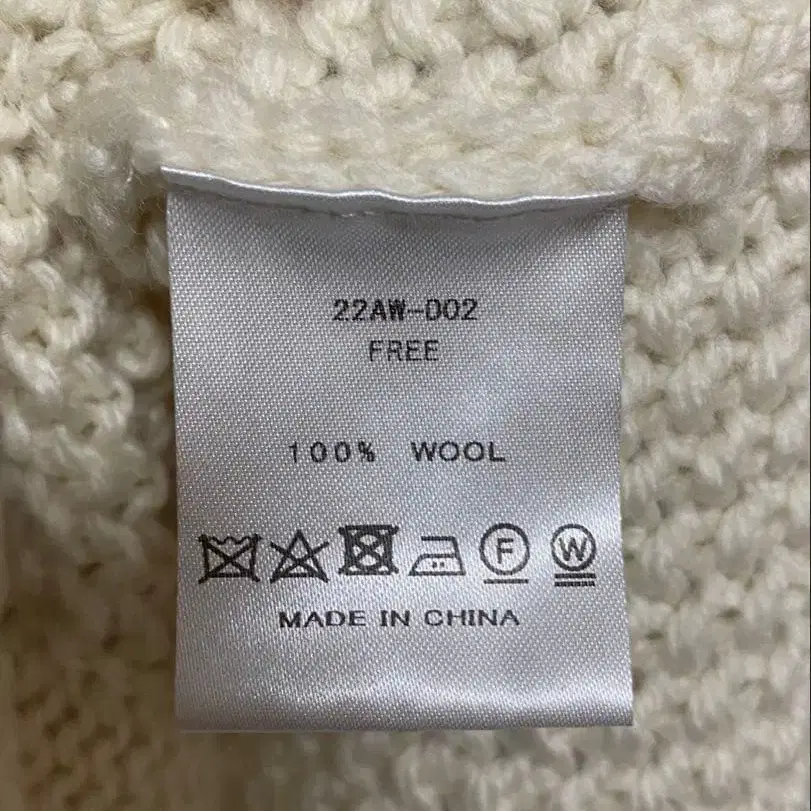 22AW-D02
FREE
100% WOOL
F W
MADE IN CHINA